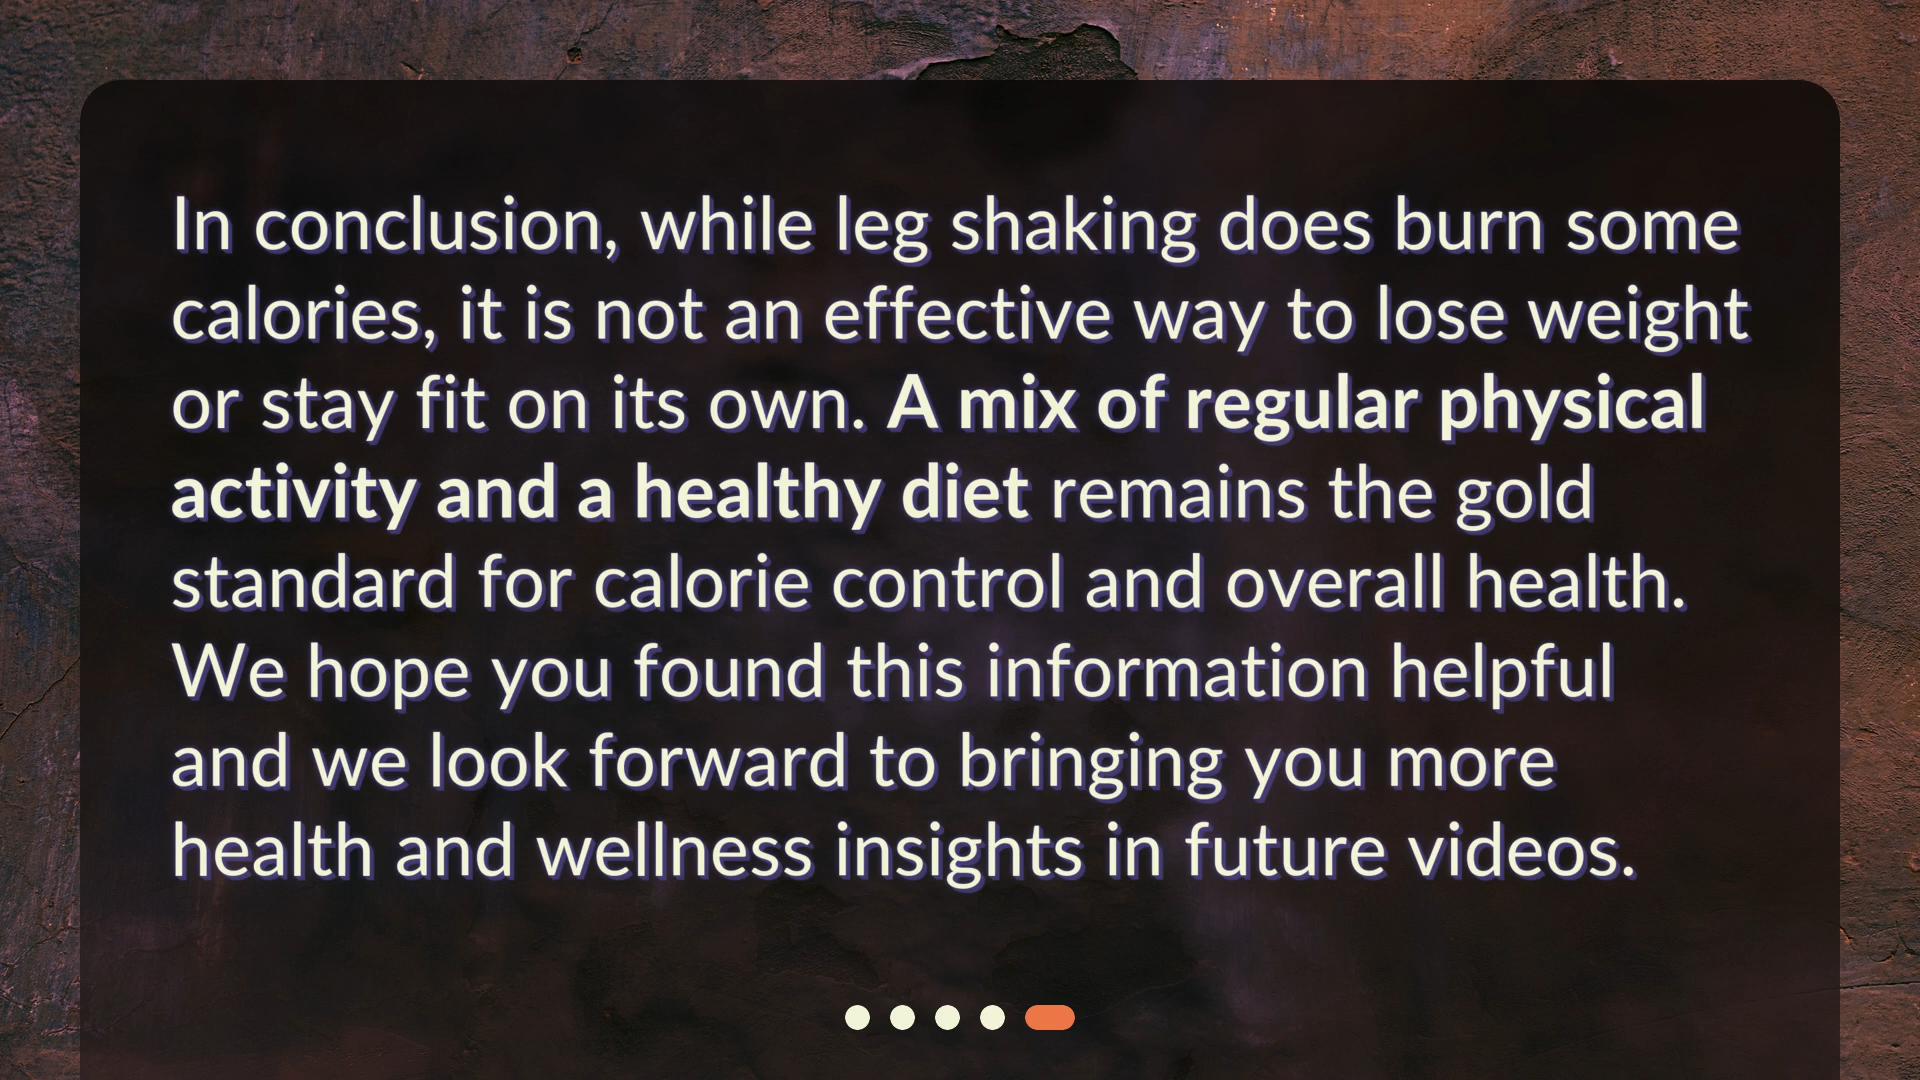 In conclusion, while leg shaking does burn some
calories, it is not an effective way to lose weight
or stay fit on its own. A mix of regular physical
activity and a healthy diet remains the gold
standard for calorie control and overall health.
We hope you found this information helpful
and we look forward to bringing you more
health and wellness insights in future videos.